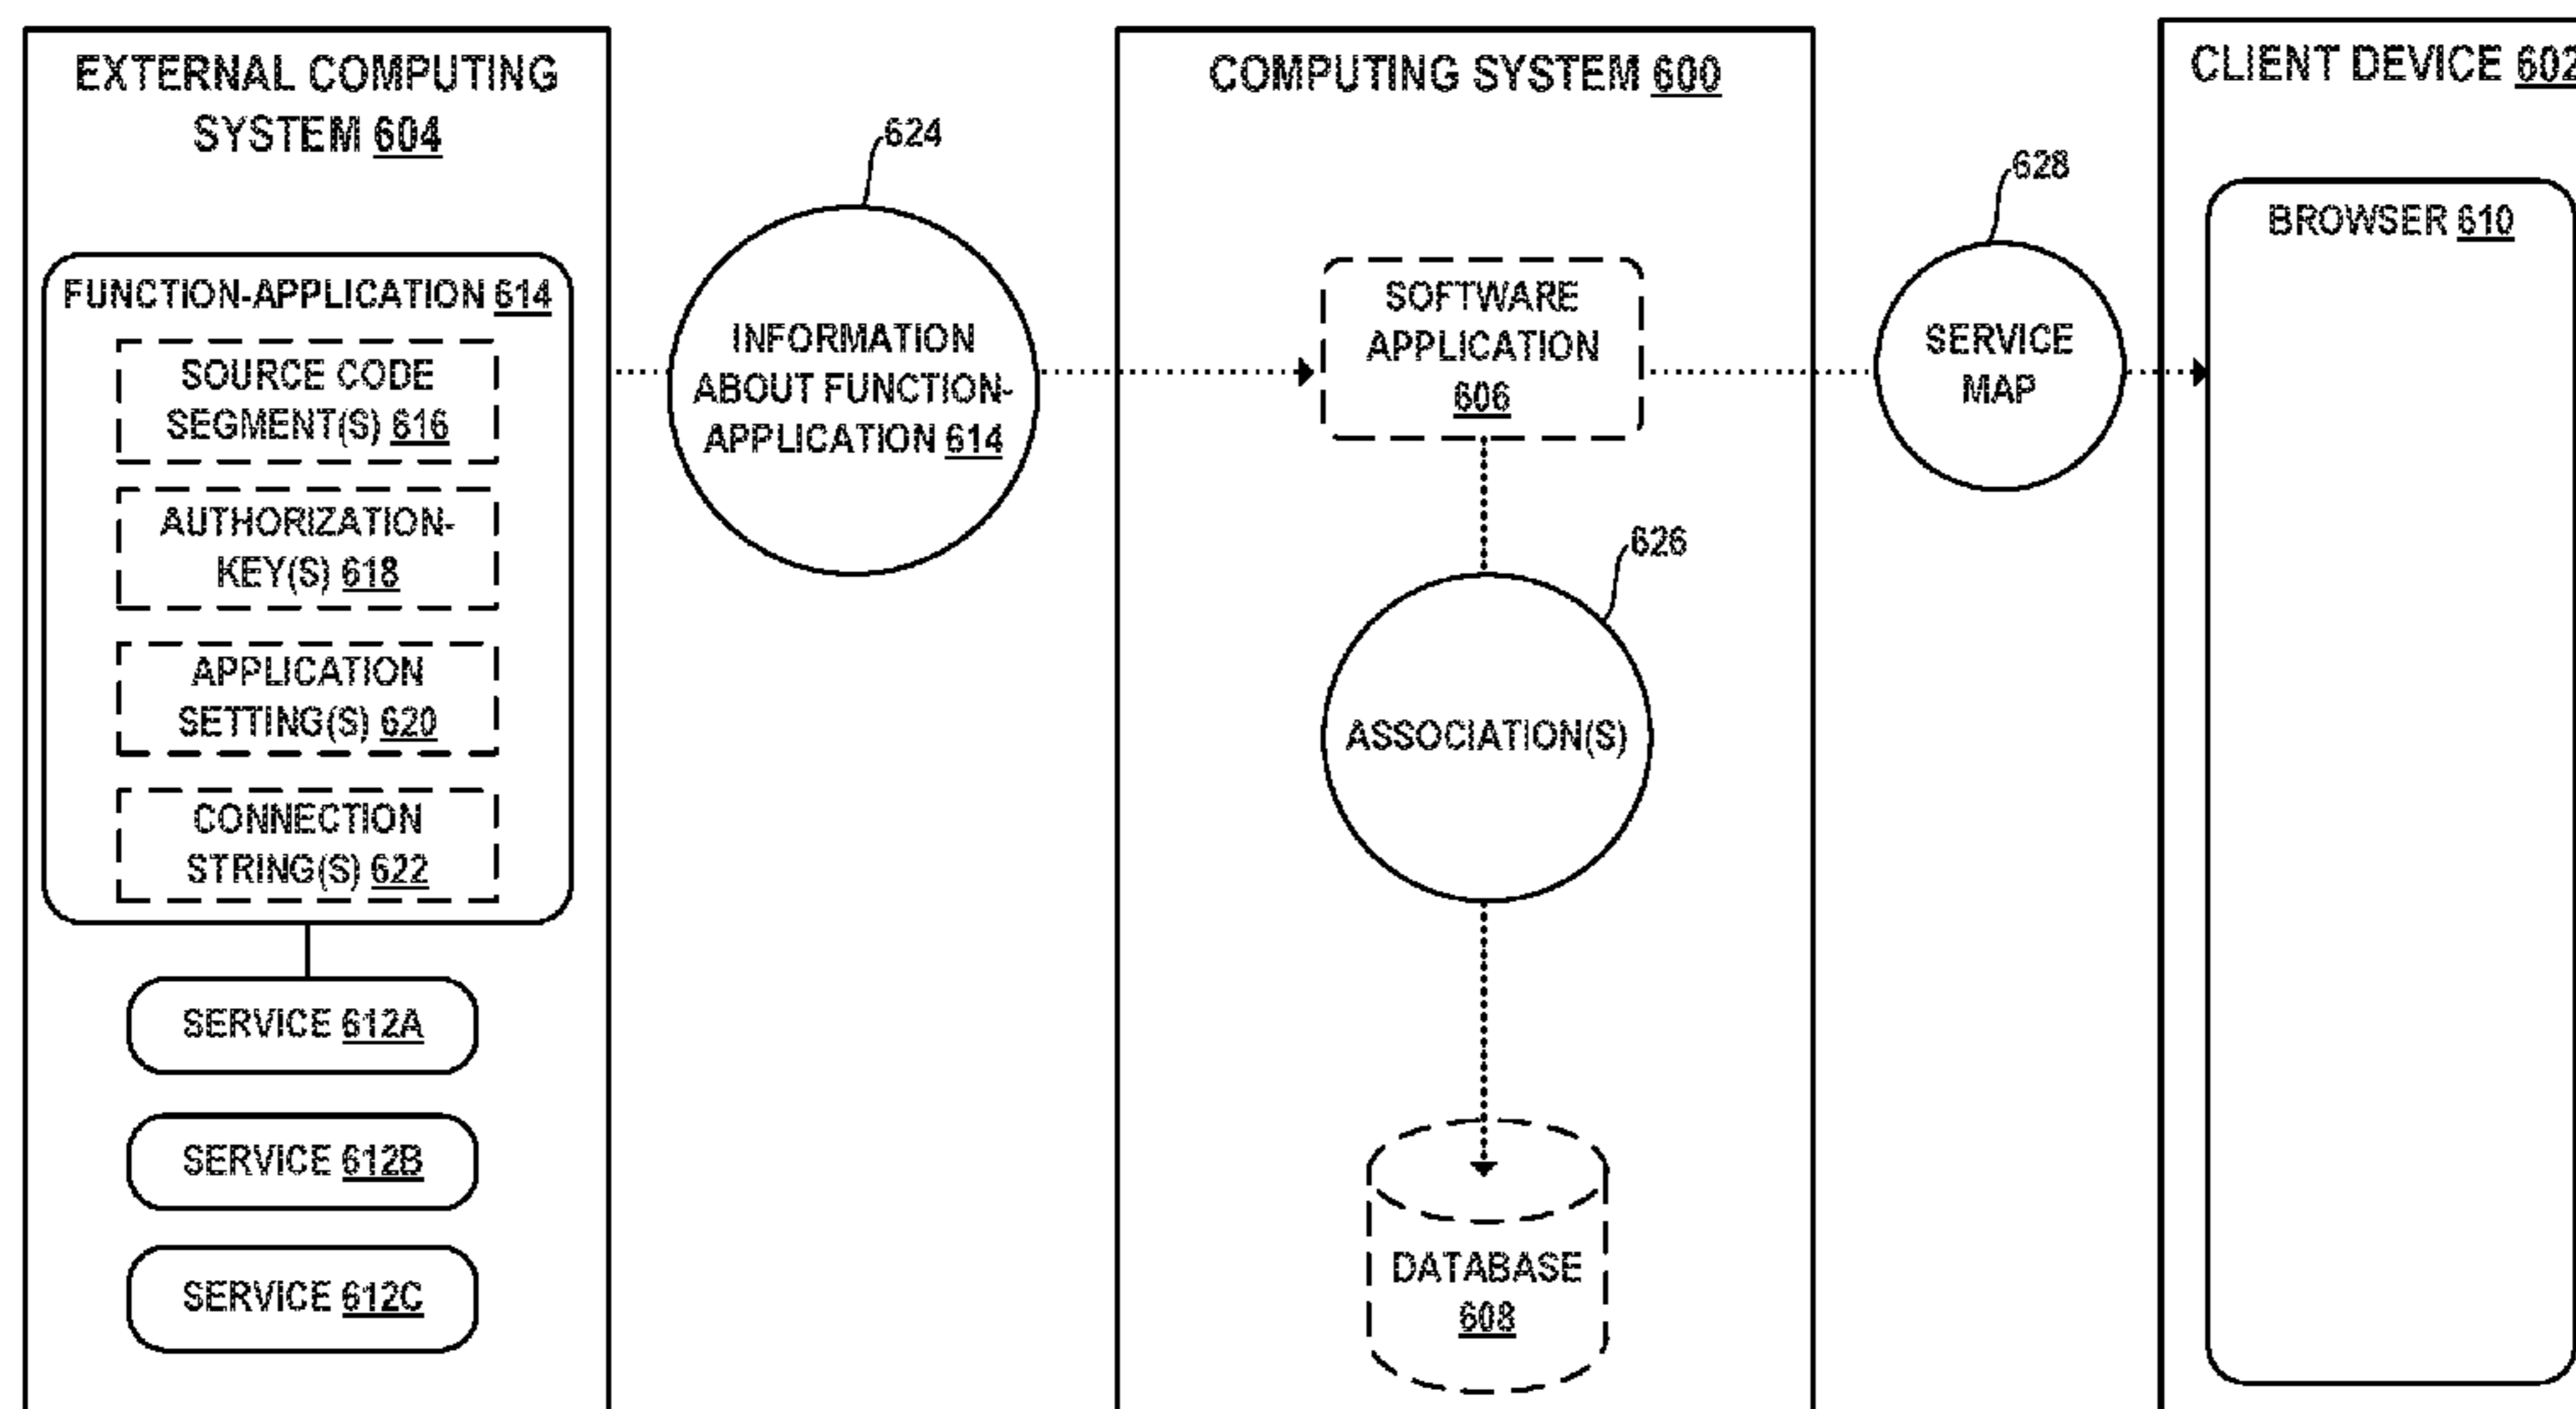 EXTERNAL COMPUTING
SYSTEM 604
FUNCTION-APPLICATION 614
SOURCE CODE
SEGMENT(S) 616
AUTHORIZATION-
KEY(S) 618
APPLICATION
SETTING(S) 620
CONNECTION
STRING(S) 622
SERVICE 612A
SERVICE 612B
SERVICE 612C
624
INFORMATION
ABOUT FUNCTION-
APPLICATION 614
COMPUTING SYSTEM 600
SOFTWARE
APPLICATION
606
626
ASSOCIATION(S)
DATABASE
608
628
SERVICE
MAP
CLIENT DEVICE 602
BROWSER 610